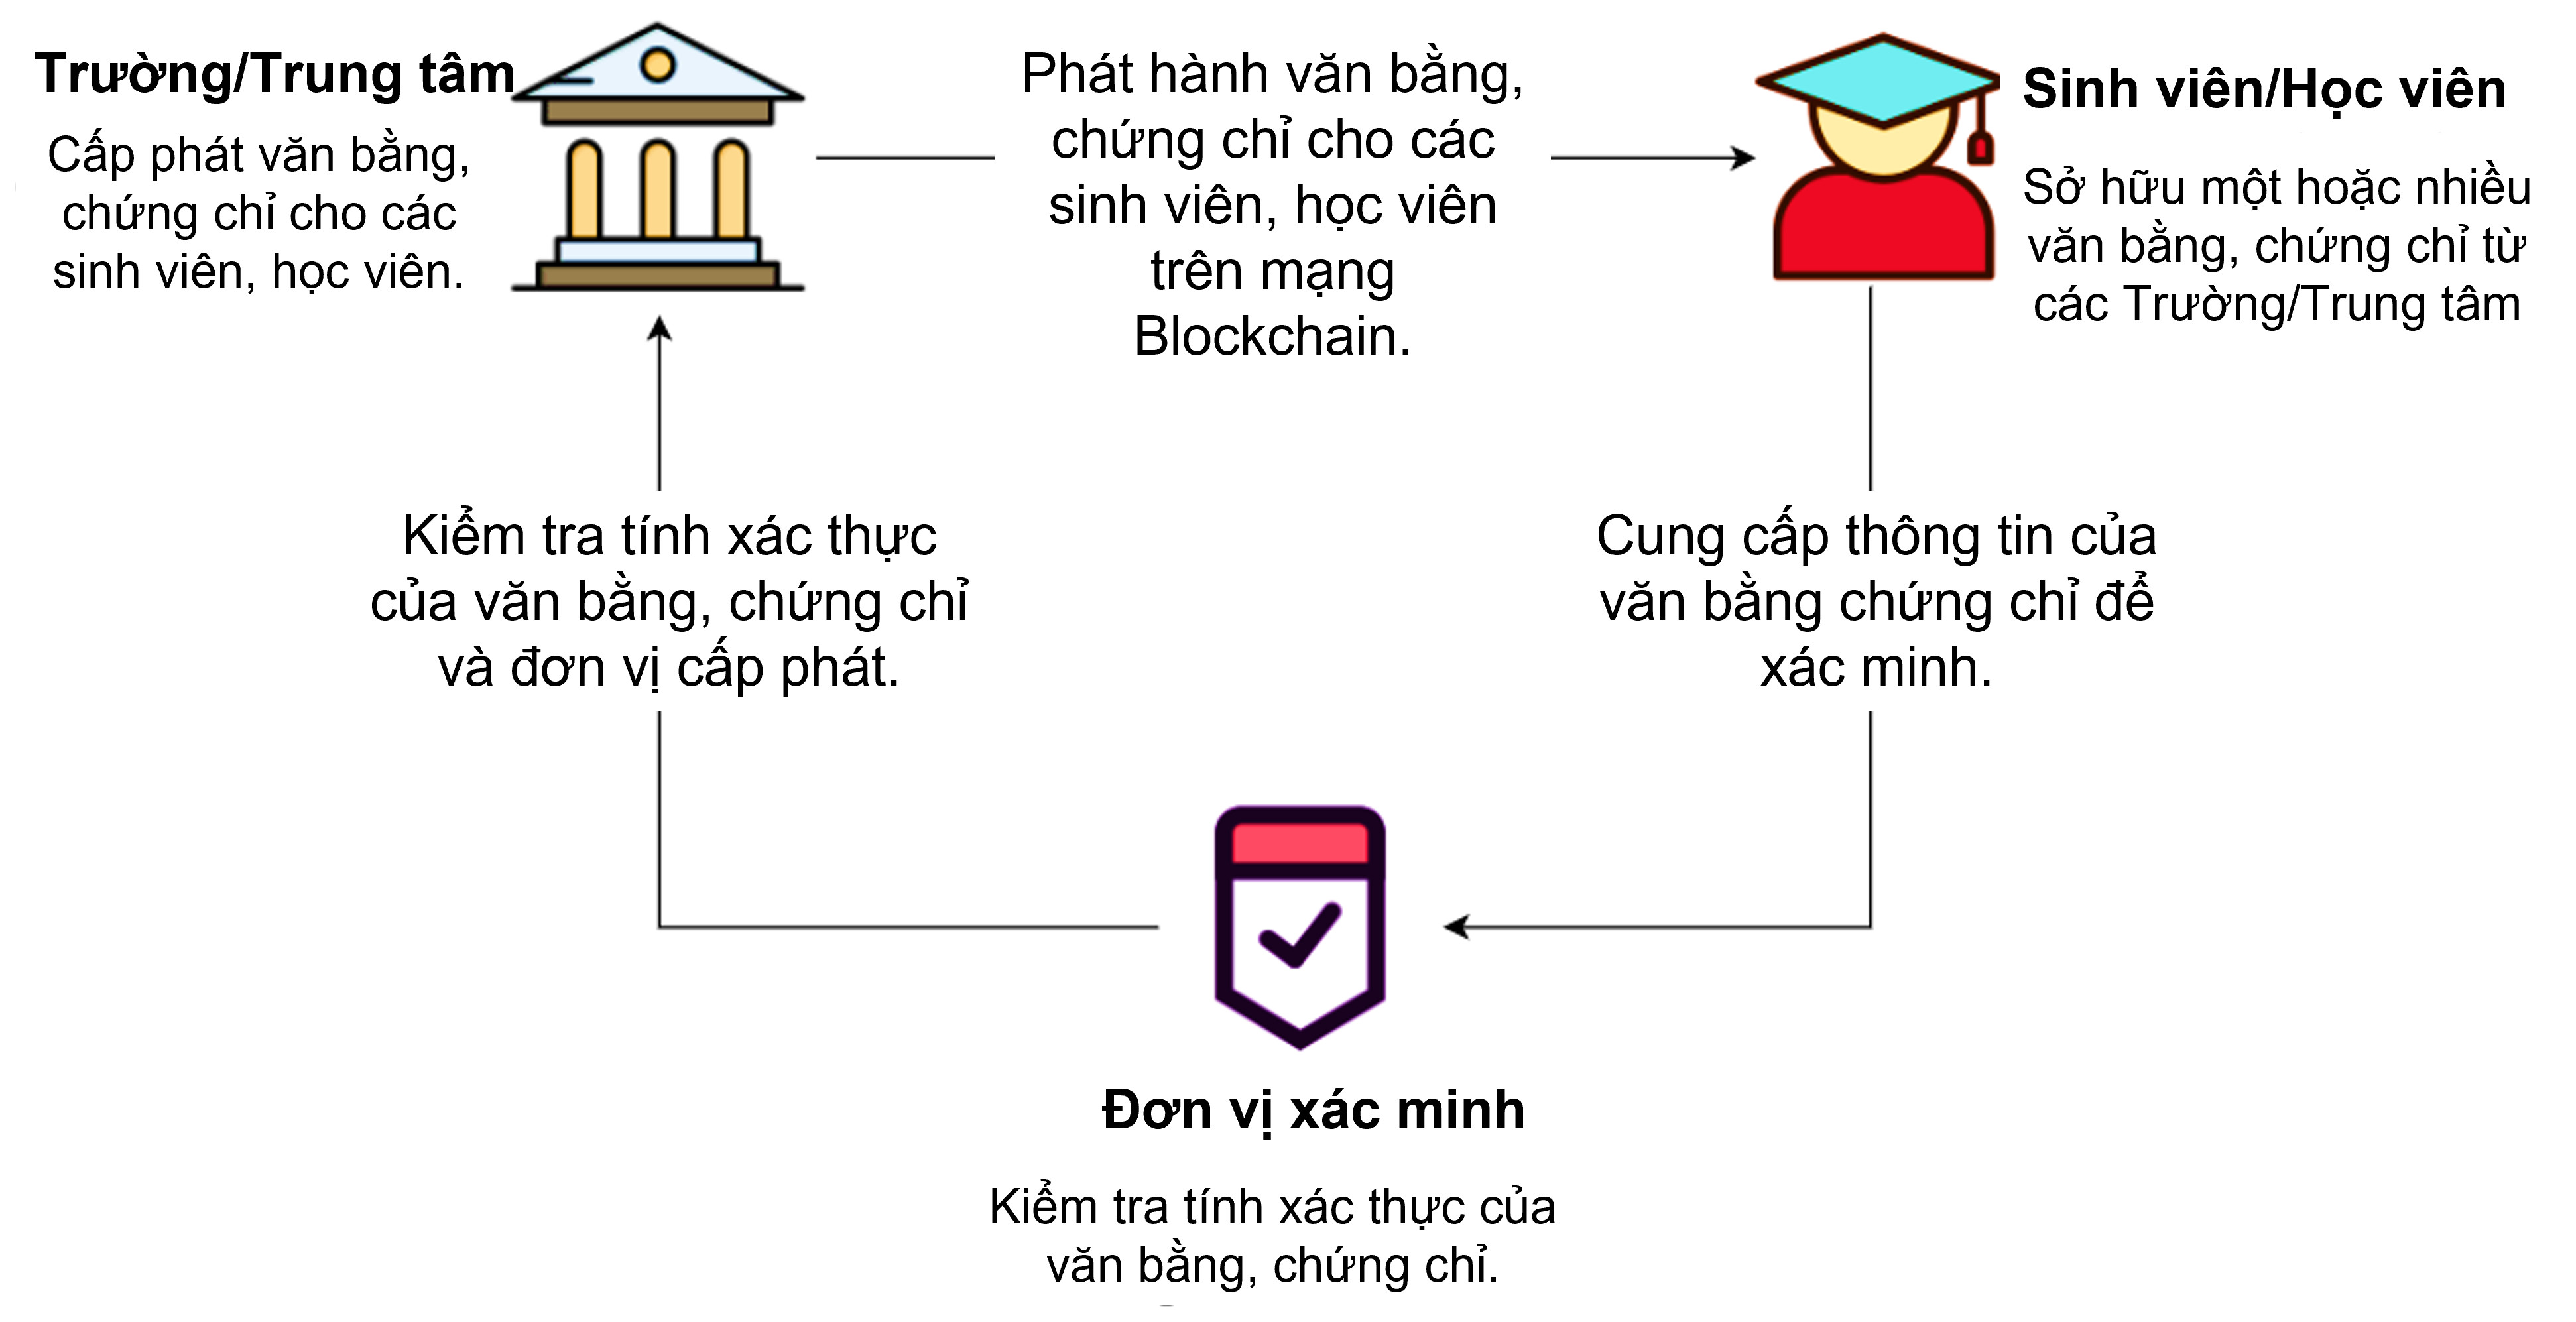 Trường/Trung tâm
Cấp phát văn bằng,
chứng chỉ cho các
sinh viên, học viên.
Phát hành văn bằng,
chứng chỉ cho các
sinh viên, học viên
trên mạng
Blockchain.
Sinh viên/Học viên
Sở hữu một hoặc nhiều
văn bằng, chứng chỉ từ
các Trường/Trung tâm
Kiểm tra tính xác thực
của văn bằng, chứng chỉ
và đơn vị cấp phát.
Cung cấp thông tin của
văn bằng chứng chỉ để
xác minh.
Đơn vị xác minh
Kiểm tra tính xác thực của
văn bằng, chứng chỉ.